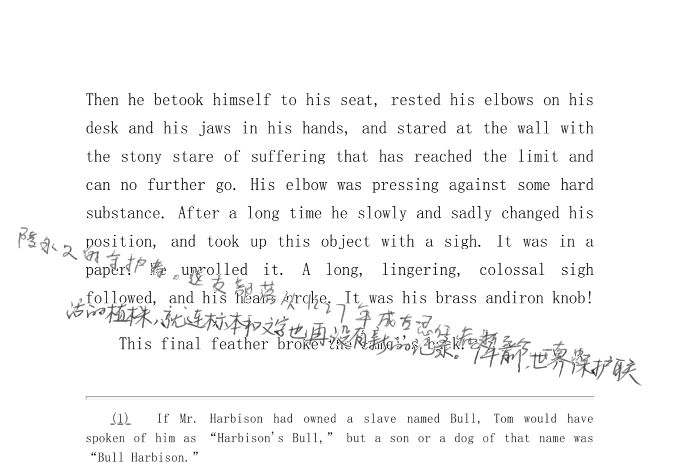 Then he betook himself to his seat, rested his elbows on his
desk and his jaws in his hands, and stared at the wall with
the stony stare of suffering that has reached the limit and
can no further go. His elbow was pressing against some hard
substance. After a long time he slowly and sadly changed his
position, and took up this object with a sigh. It was in a
paper. He unrolled it. A long, lingering, colossal sigh
followed, and his heart broke. It was his brass andiron knob!
This final feather broke the camel's back.
的守护者。这支部落
次1927年成吉思汗
活的植株，就连标本和文字也再没有新的记录。
世界保护联
(1) If Mr. Harbison had owned a slave named Bull, Tom would have
spoken of him as “Harbison's Bull,” but a son or a dog of that name was
“Bull Harbison.”